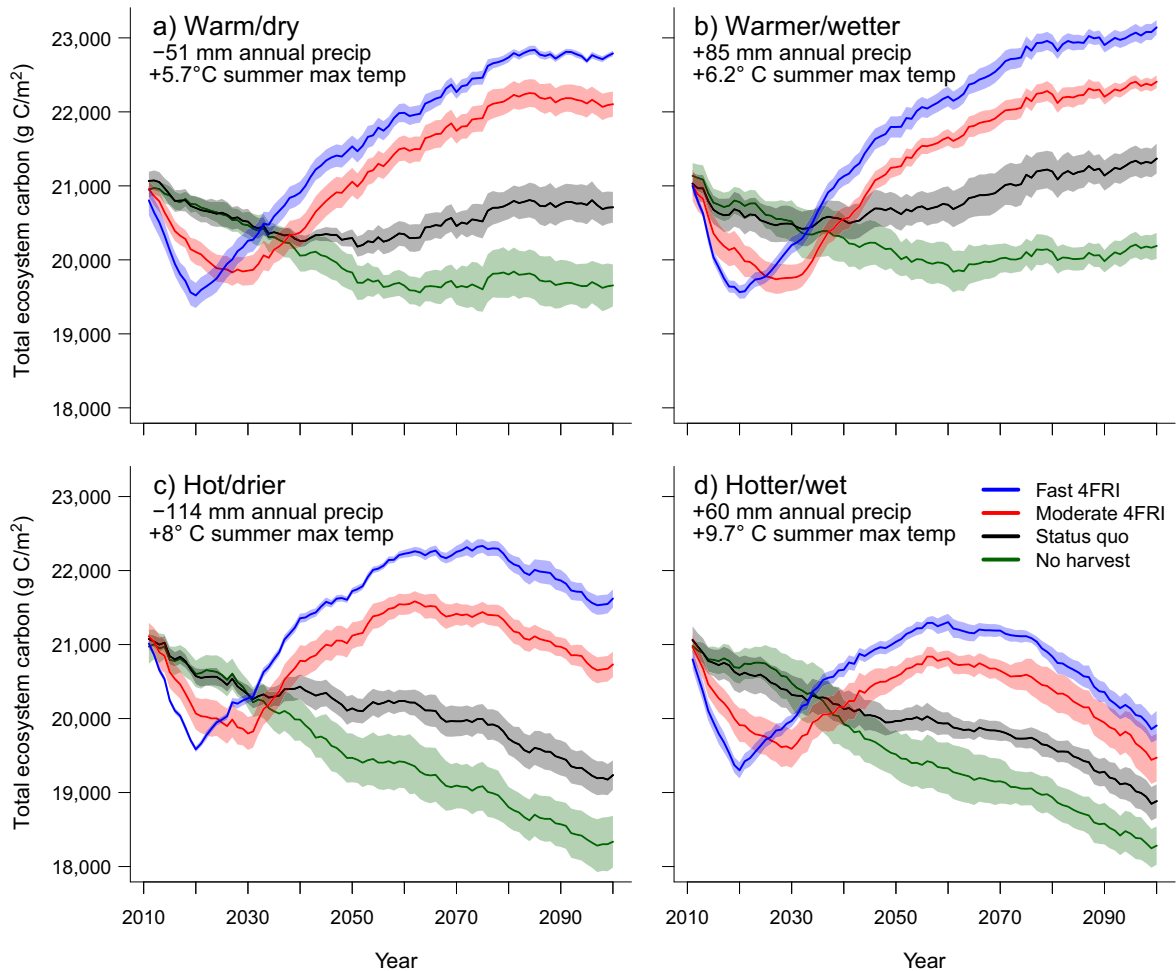 a) Warm/dry
−51 mm annual precip
+5.7°C summer max temp
b) Warmer/wetter
+85 mm annual precip
+6.2° C summer max temp
Total ecosystem carbon (g C/m²)
23,000
22,000
21,000
20,000
19,000
18,000
c) Hot/drier
−114 mm annual precip
+8° C summer max temp
d) Hotter/wet
+60 mm annual precip
+9.7° C summer max temp
Fast 4FRI
Moderate 4FRI
Status quo
No harvest
Total ecosystem carbon (g C/m²)
23,000
22,000
21,000
20,000
19,000
18,000
2010 2030 2050 2070 2090
2010 2030 2050 2070 2090
Year
Year